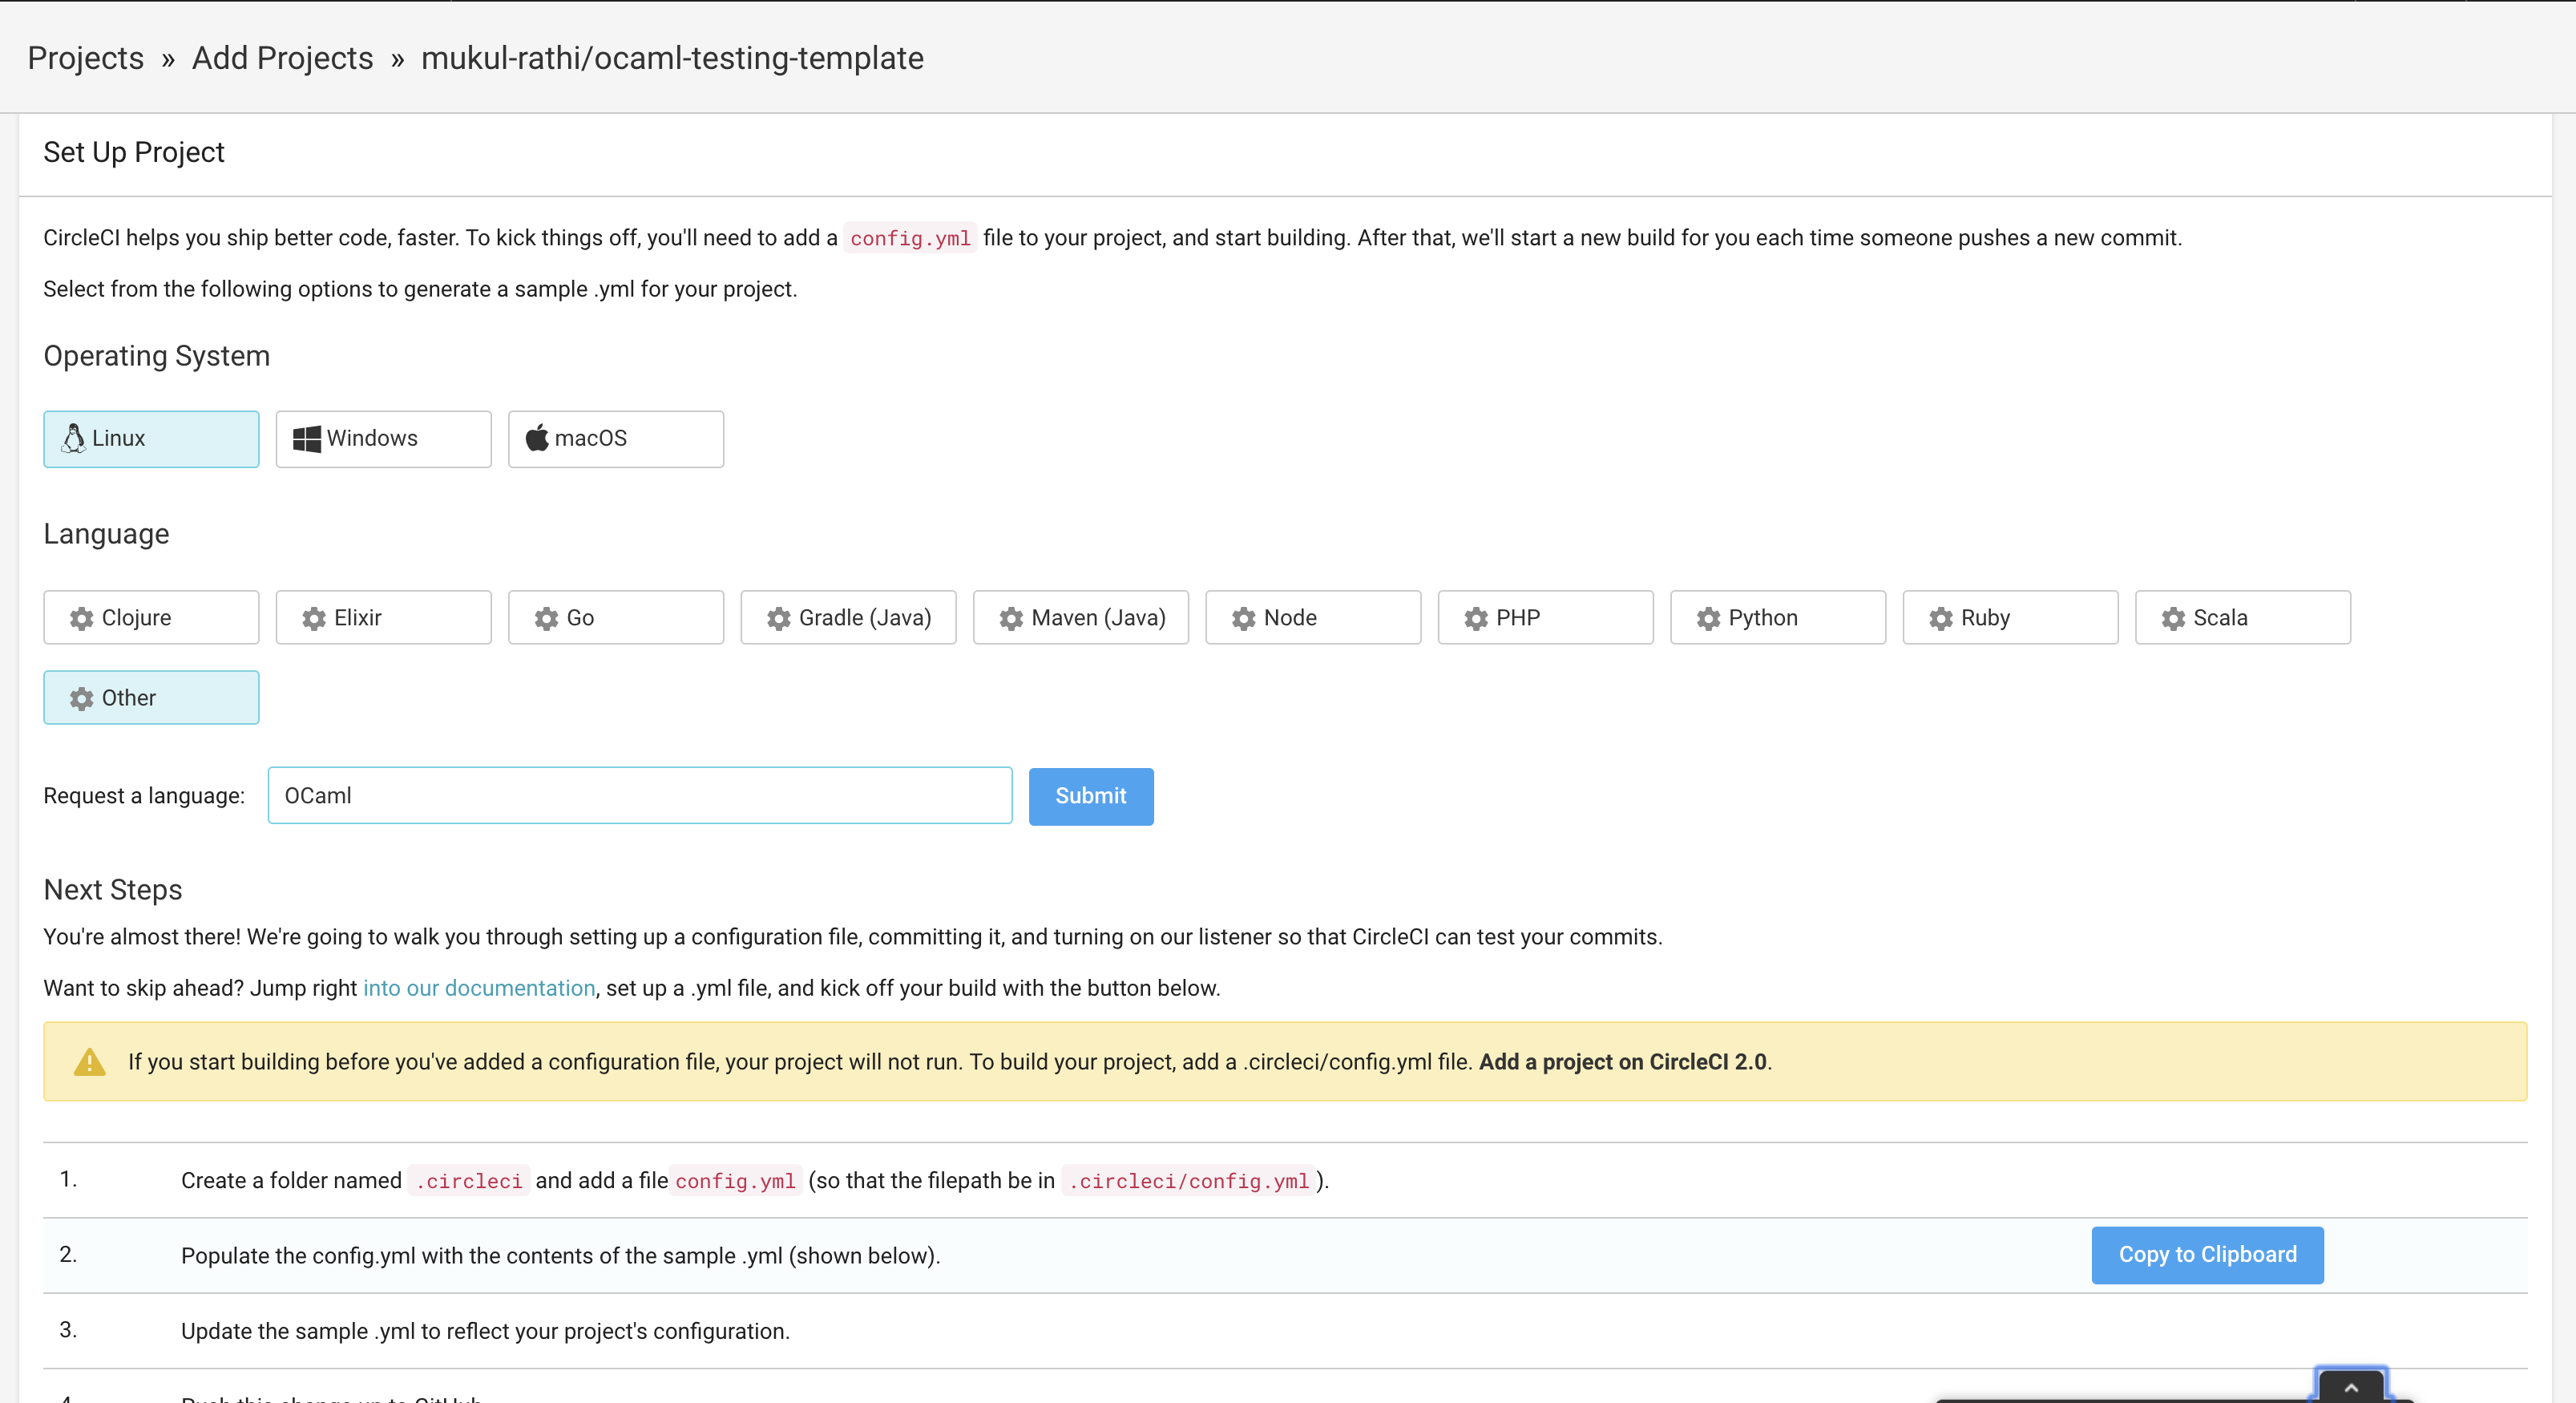 Projects » Add Projects » mukul-rathi/ocaml-testing-template
Set Up Project
CircleCI helps you ship better code, faster. To kick things off, you'll need to add a config.yml file to your project, and start building. After that, we'll start a new build for you each time someone pushes a new commit.
Select from the following options to generate a sample .yml for your project.
Operating System
Linux Windows macOS
Language
Clojure Elixir Go Gradle (Java) Maven (Java) Node PHP Python Ruby Scala
Other
Request a language: OCaml Submit
Next Steps
You're almost there! We're going to walk you through setting up a configuration file, committing it, and turning on our listener so that CircleCI can test your commits.
Want to skip ahead? Jump right into our documentation, set up a .yml file, and kick off your build with the button below.
If you start building before you've added a configuration file, your project will not run. To build your project, add a .circleci/config.yml file. Add a project on CircleCI 2.0.
1. Create a folder named .circleci and add a file config.yml (so that the filepath be in .circleci/config.yml ).
2. Populate the config.yml with the contents of the sample .yml (shown below). Copy to Clipboard
3. Update the sample .yml to reflect your project's configuration.
4. Push this change up to GitHub